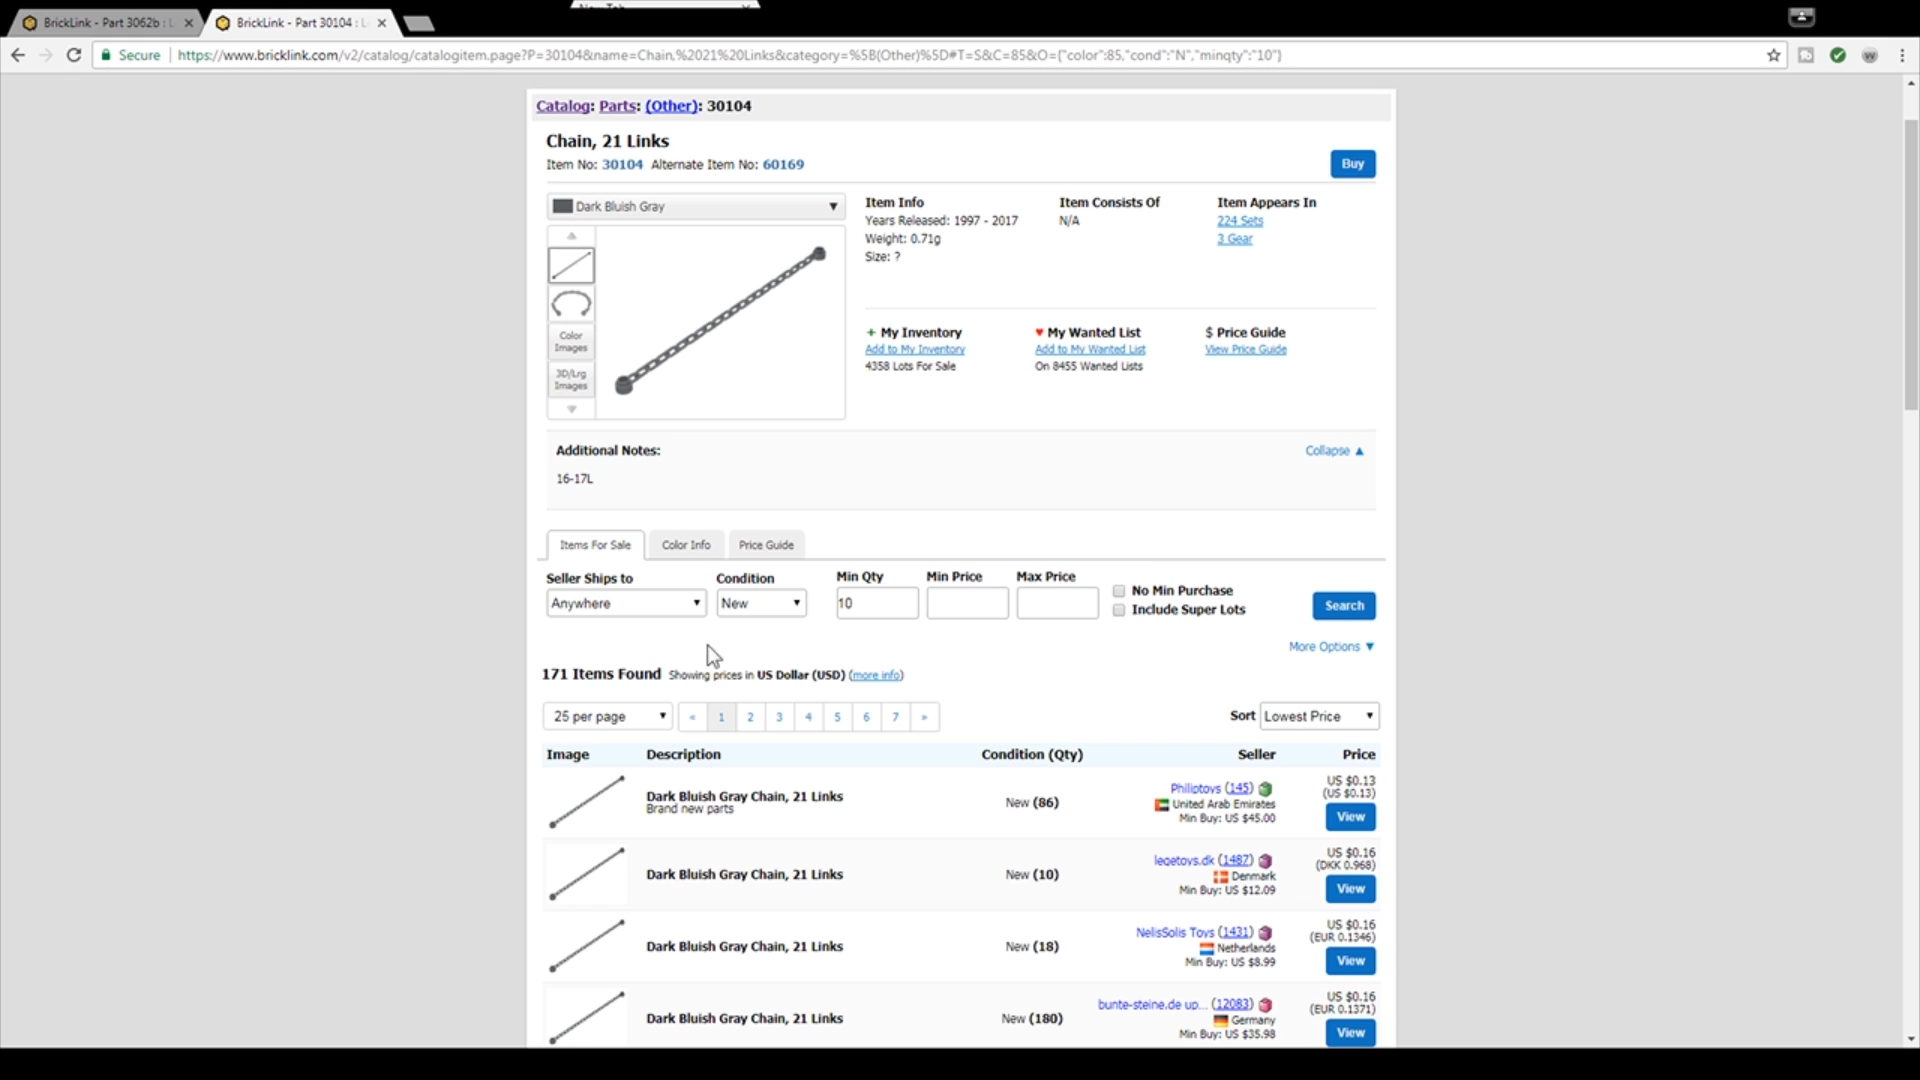 New Tab
BrickLink - Part 3062b : L
BrickLink - Part 30104 : L
Secure https://www.bricklink.com/v2/catalog/catalogitem.page?P=30104&name=Chain,%2021%20Links&category=%5B(Other)%5D#T=S&C=85&O={"color":85,"cond":"N","minqty":"10"}
Catalog: Parts: (Other): 30104
Chain, 21 Links
Item No: 30104 Alternate Item No: 60169
Buy
Dark Bluish Gray
Color
Images
3D/Lrg
Images
Item Info
Years Released: 1997 - 2017
Weight: 0.71g
Size: ?
Item Consists Of
N/A
Item Appears In
224 Sets
3 Gear
+ My Inventory
Add to My Inventory
4358 Lots For Sale
♥ My Wanted List
Add to My Wanted List
On 8455 Wanted Lists
$ Price Guide
View Price Guide
Additional Notes:
Collapse ▲
16-17L
Items For Sale
Color Info
Price Guide
Seller Ships to
Condition
Min Qty
Min Price
Max Price
Anywhere
New
10
No Min Purchase
Include Super Lots
Search
More Options ▼
171 Items Found Showing prices in US Dollar (USD) (more info)
25 per page « 1 2 3 4 5 6 7 »
Sort Lowest Price
Image Description Condition (Qty) Seller Price
Dark Bluish Gray Chain, 21 Links
Brand new parts
New (86)
Philiptoys (145)
United Arab Emirates
Min Buy: US $45.00
US $0.13
(US $0.13)
View
Dark Bluish Gray Chain, 21 Links
New (10)
legetoys.dk (1487)
Denmark
Min Buy: US $12.09
US $0.16
(DKK 0.968)
View
Dark Bluish Gray Chain, 21 Links
New (18)
NelisSolis Toys (1431)
Netherlands
Min Buy: US $8.99
US $0.16
(EUR 0.1346)
View
Dark Bluish Gray Chain, 21 Links
New (180)
bunte-steine.de up... (12083)
Germany
Min Buy: US $35.98
US $0.16
(EUR 0.1371)
View